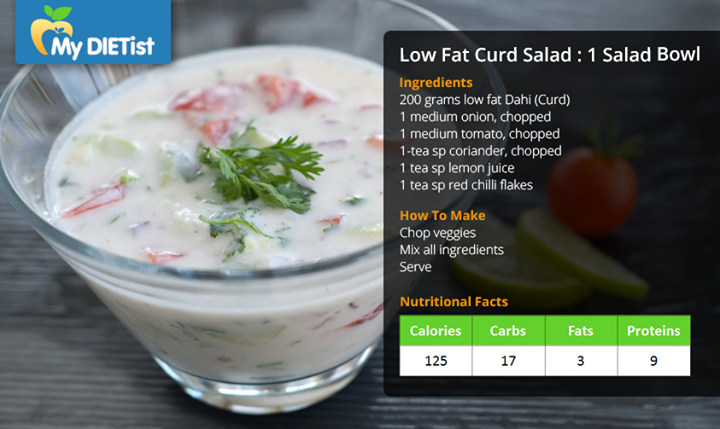 My DIETist
Low Fat Curd Salad : 1 Salad Bowl
Ingredients
200 grams low fat Dahi (Curd)
1 medium onion, chopped
1 medium tomato, chopped
1-tea sp coriander, chopped
1 tea sp lemon juice
1 tea sp red chilli flakes
How To Make
Chop veggies
Mix all ingredients
Serve
Nutritional Facts
Calories Carbs Fats Proteins
125 17 3 9